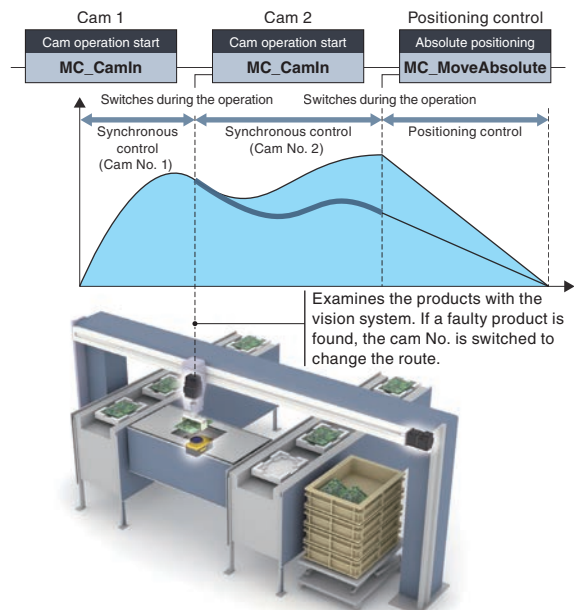 Cam 1
Cam 2
Positioning control
Cam operation start
Cam operation start
Absolute positioning
MC_CamIn
MC_CamIn
MC_MoveAbsolute
Switches during the operation
Switches during the operation
Synchronous
control
(Cam No. 1)
Synchronous control
(Cam No. 2)
Positioning control
Examines the products with the
vision system. If a faulty product is
found, the cam No. is switched to
change the route.